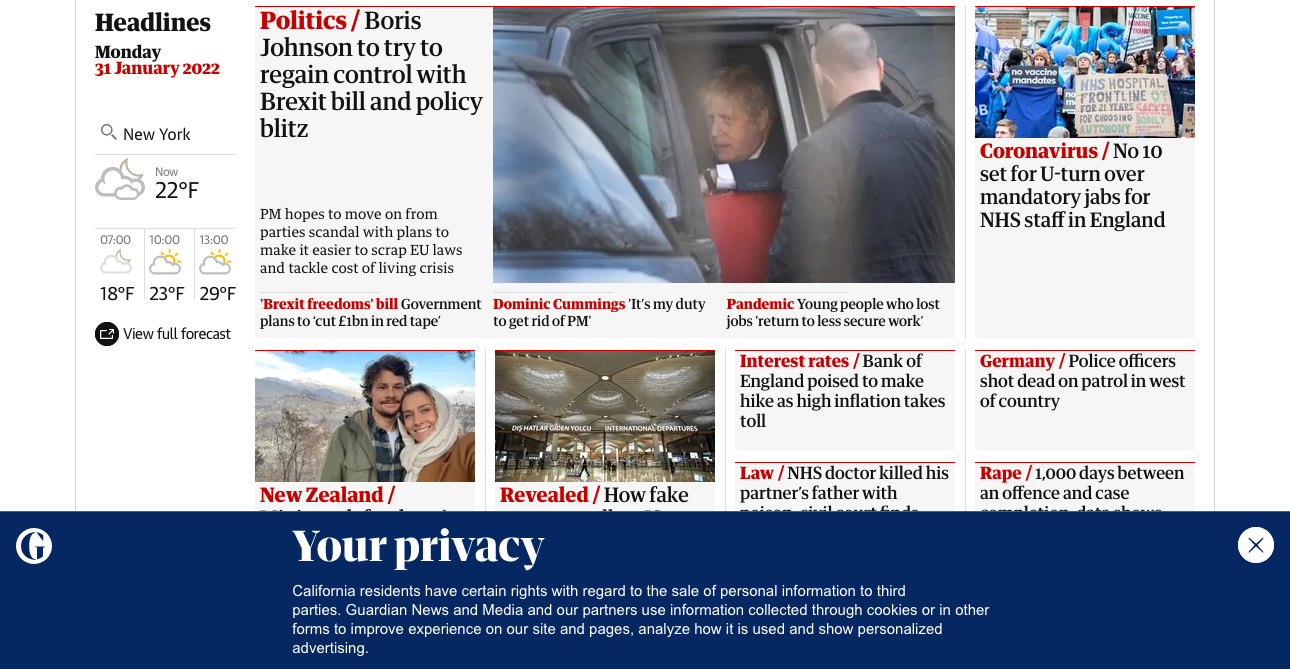 Headlines
Monday
31 January 2022
New York
Now
22°F
07:00
10:00
13:00
18°F
23°F
29°F
View full forecast
Politics / Boris
Johnson to try to
regain control with
Brexit bill and policy
blitz
PM hopes to move on from
parties scandal with plans to
make it easier to scrap EU laws
and tackle cost of living crisis
'Brexit freedoms' bill Government
plans to ‘cut £1bn in red tape’
Dominic Cummings 'It's my duty
to get rid of PM'
Pandemic Young people who lost
jobs 'return to less secure work’
no vaccine
mandates
NHS HOSPITAL
FRONTLINE
FOR 21 YEARS
SACKED
FOR CHOOSING
BODILY
AUTONOMY
Coronavirus / No 10
set for U-turn over
mandatory jabs for
NHS staff in England
New Zealand /
DIŞ HATLAR GİDEN YOLCU
INTERNATIONAL DEPARTURES
Revealed / How fake
Interest rates / Bank of
England poised to make
hike as high inflation takes
toll
Law / NHS doctor killed his
partner’s father with
poison, civil court finds
Germany / Police officers
shot dead on patrol in west
of country
Rape / 1,000 days between
an offence and case
completion, data shows
Your privacy
California residents have certain rights with regard to the sale of personal information to third
parties. Guardian News and Media and our partners use information collected through cookies or in other
forms to improve experience on our site and pages, analyze how it is used and show personalized
advertising.